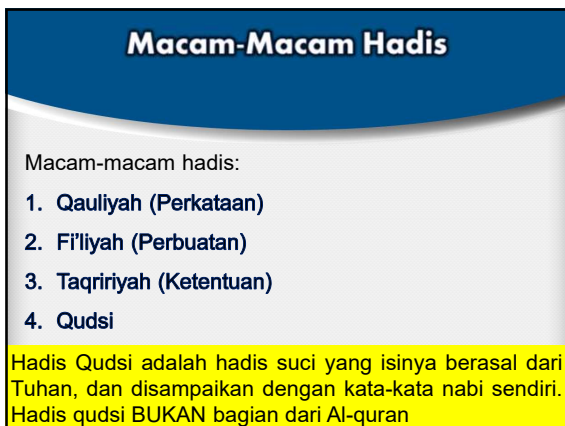 Macam-Macam Hadis
Macam-macam hadis:
1. Qauliyah (Perkataan)
2. Fi'liyah (Perbuatan)
3. Taqririyah (Ketentuan)
4. Qudsi
Hadis Qudsi adalah hadis suci yang isinya berasal dari
Tuhan, dan disampaikan dengan kata-kata nabi sendiri.
Hadis qudsi BUKAN bagian dari Al-quran